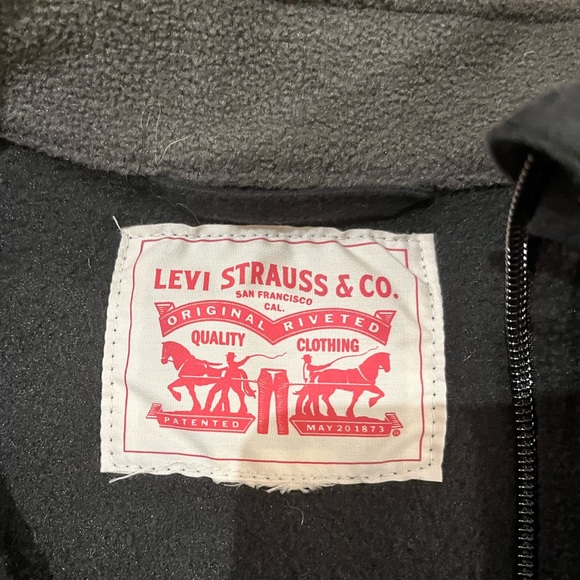 LEVI STRAUSS & CO.
SAN FRANCISCO
CAL.
ORIGINAL RIVETED
QUALITY CLOTHING
PATENTED MAY 20 1873 ®